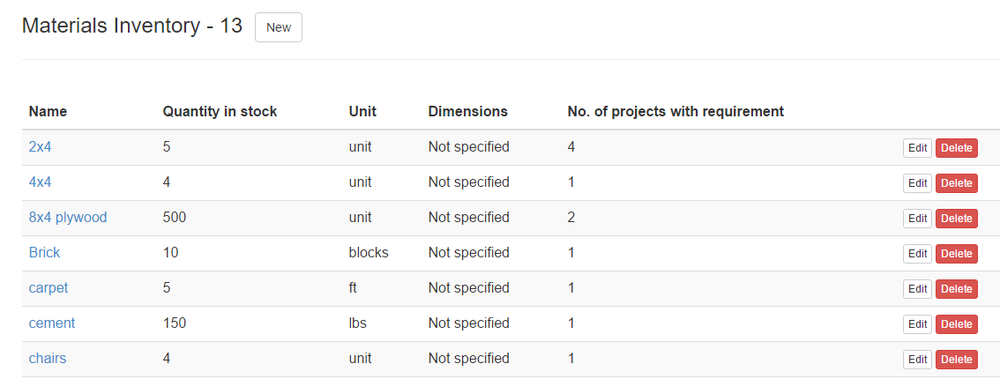 Materials Inventory - 13 New
Name Quantity in stock Unit Dimensions No. of projects with requirement
2x4 5 unit Not specified 4 Edit Delete
4x4 4 unit Not specified 1 Edit Delete
8x4 plywood 500 unit Not specified 2 Edit Delete
Brick 10 blocks Not specified 1 Edit Delete
carpet 5 ft Not specified 1 Edit Delete
cement 150 lbs Not specified 1 Edit Delete
chairs 4 unit Not specified 1 Edit Delete